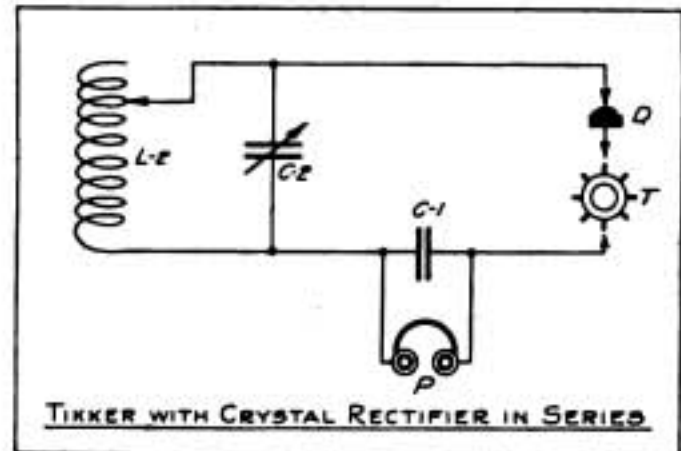 D
L-2
C-2
C-1
T
P
TIKKER WITH CRYSTAL RECTIFIER IN SERIES